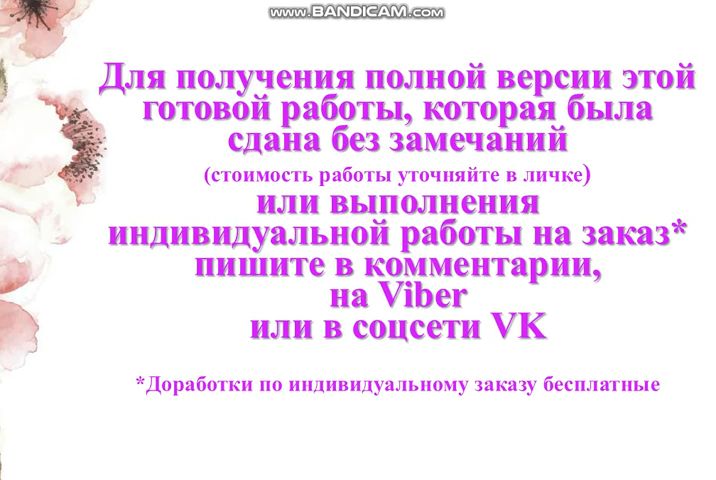 www.BANDICAM.com
Для получения полной версии этой
готовой работы, которая была
сдана без замечаний
(стоимость работы уточняйте в личке)
или выполнения
индивидуальной работы на заказ*
пишите в комментарии,
на Viber
или в соцсети VK
*Доработки по индивидуальному заказу бесплатные